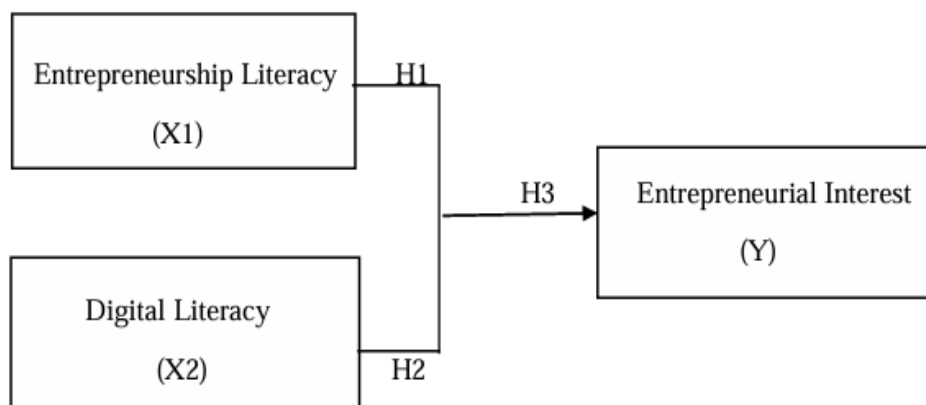 Entrepreneurship Literacy
(X1)
H1
H3
Entrepreneurial Interest
(Y)
Digital Literacy
(X2)
H2